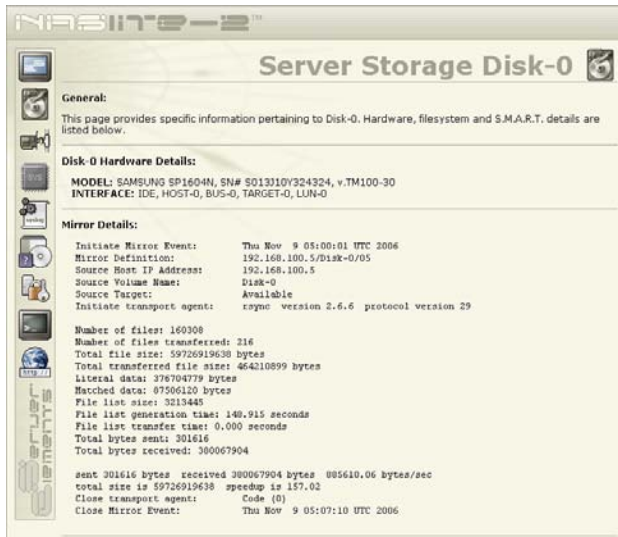 NASLITE-2™
Server Storage Disk-0
General:
This page provides specific information pertaining to Disk-0. Hardware, filesystem and S.M.A.R.T. details are
listed below.
Disk-0 Hardware Details:
MODEL: SAMSUNG SP1604N, SN# S013J10Y324324, v.TM100-30
INTERFACE: IDE, HOST-0, BUS-0, TARGET-0, LUN-0
Mirror Details:
Initiate Mirror Event: Thu Nov 9 05:00:01 UTC 2006
Mirror Definition: 192.168.100.5/Disk-0/05
Source Host IP Address: 192.168.100.5
Source Volume Name: Disk-0
Source Target: Available
Initiate transport agent: rsync version 2.6.6 protocol version 29
Number of files: 160308
Number of files transferred: 216
Total file size: 59726919638 bytes
Total transferred file size: 464210899 bytes
Literal data: 376704779 bytes
Matched data: 87506120 bytes
File list size: 3213445
File list generation time: 148.915 seconds
File list transfer time: 0.000 seconds
Total bytes sent: 301616
Total bytes received: 380067904
sent 301616 bytes received 380067904 bytes 885610.06 bytes/sec
total size is 59726919638 speedup is 157.02
Close transport agent: Code (0)
Close Mirror Event: Thu Nov 9 05:07:10 UTC 2006
SYS
syslog
http://
Server Elements